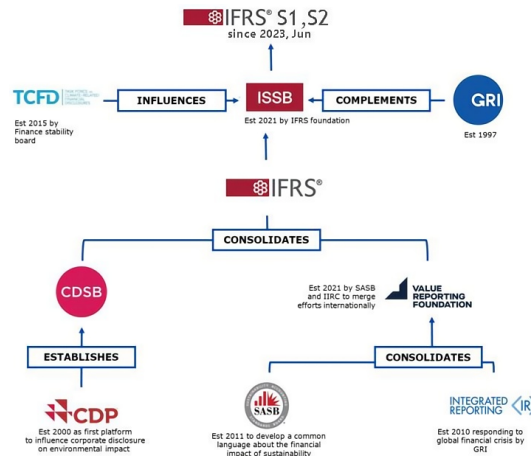 IFRS® S1,S2
since 2023, Jun
TCFD
INFLUENCES
ISSB
COMPLEMENTS
GRI
Est 2015 by
Finance stability
board
Est 2021 by IFRS foundation
Est 1997
IFRS®
CONSOLIDATES
CDSB
Est 2021 by SASB
and IIRC to merge
efforts internationally
VALUE
REPORTING
FOUNDATION
ESTABLISHES
CONSOLIDATES
CDP
SASB
INTEGRATED
REPORTING
<IR
Est 2000 as first platform
to influence corporate disclosure
on environmental impact
Est 2011 to develop a common
language about the financial
impact of sustainability
Est 2010 responding to
global financial crisis by
GRI